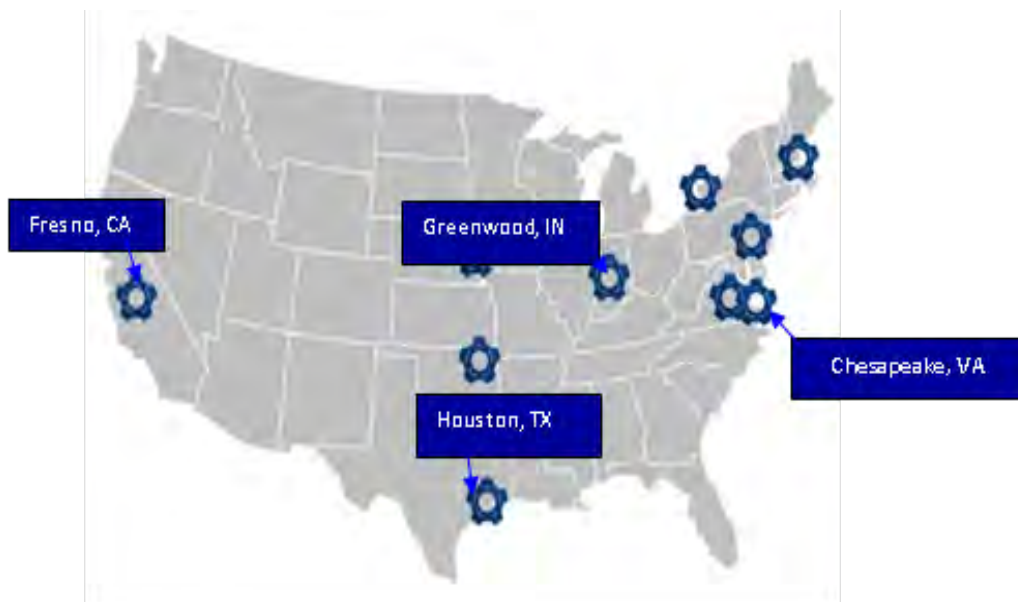 Fresno, CA
Greenwood, IN
Chesapeake, VA
Houston, TX